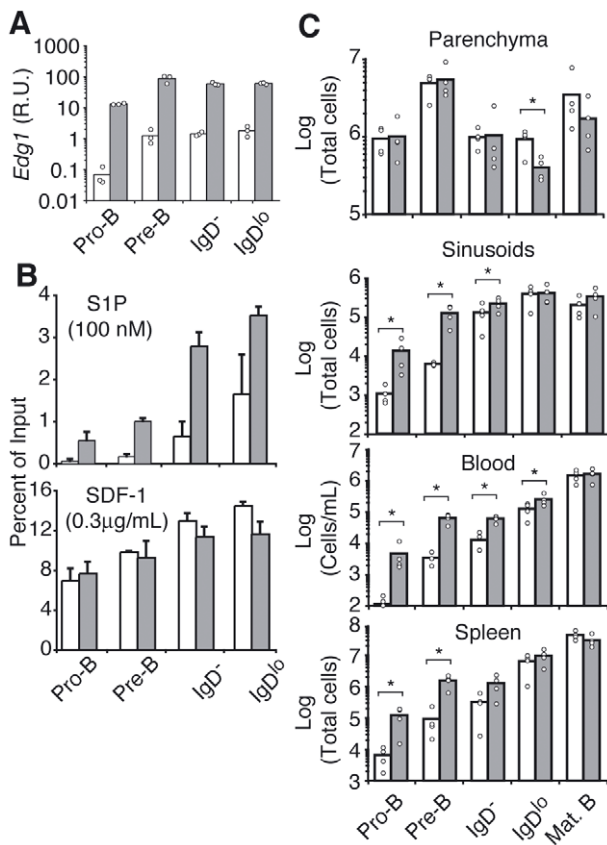 A
Edg1 (R.U.)
1000
100
10
1
0.1
0.01
Pro-B
Pre-B
IgD-
IgDlo
B
Percent of Input
S1P
(100 nM)
4
3
2
1
0
SDF-1
(0.3µg/mL)
16
12
8
4
0
Pro-B
Pre-B
IgD-
IgDlo
C
Parenchyma
Log
(Total cells)
7
6
5
*
Sinusoids
Log
(Total cells)
6
5
4
3
2
*
*
*
Blood
Log
(Cells/mL)
7
6
5
4
3
2
*
*
*
*
Spleen
Log
(Total cells)
7
6
5
4
3
*
*
Pro-B
Pre-B
IgD-
IgDlo
Mat. B